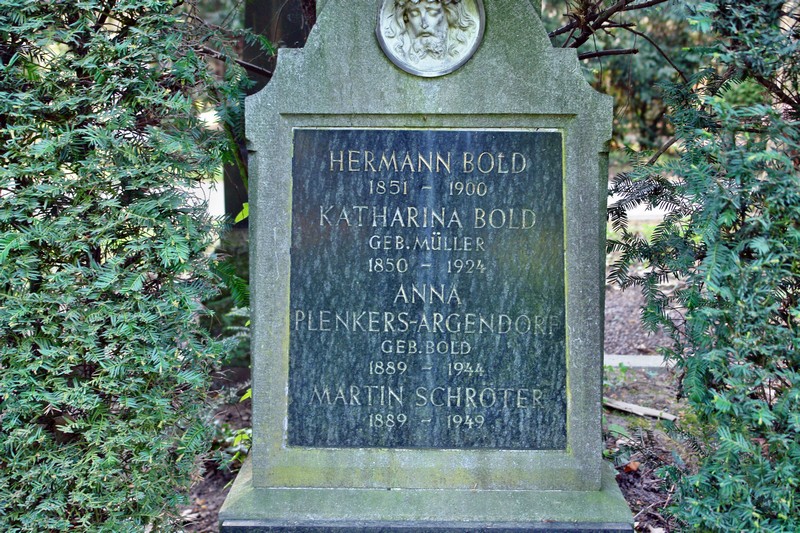 HERMANN BOLD
1851 - 1900
KATHARINA BOLD
GEB. MÜLLER
1850 - 1924
ANNA
PLENKERS-ARGENDORF
GEB. BOLD
1889 - 1944
MARTIN SCHRÖTER
1889 - 1949